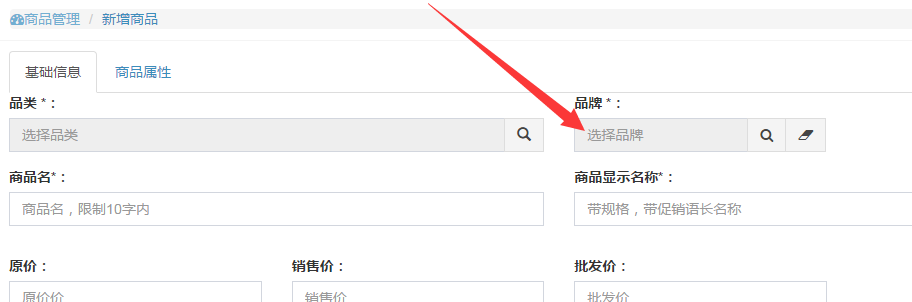 商品管理 / 新增商品
基础信息 商品属性
品类 *： 品牌 *：
选择品类 选择品牌
商品名*： 商品显示名称*：
商品名，限制10字内 带规格，带促销语长名称
原价： 销售价： 批发价：
原价价 销售价 批发价